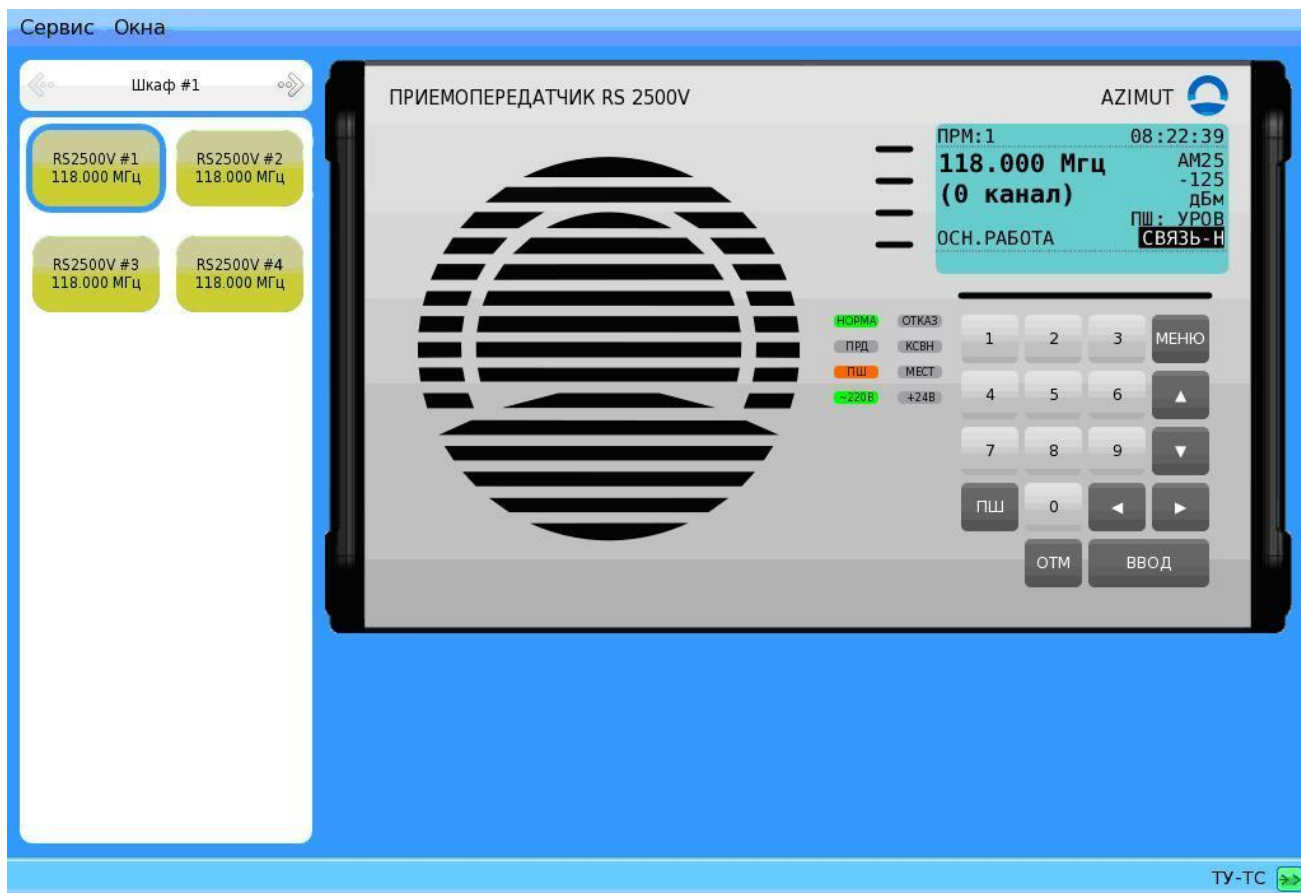 Сервис Окна
Шкаф #1
RS2500V #1
118.000 МГц
RS2500V #2
118.000 МГц
RS2500V #3
118.000 МГц
RS2500V #4
118.000 МГц
ПРИЕМОПЕРЕДАТЧИК RS 2500V
AZIMUT
ПРМ:1 08:22:39
118.000 Мгц АМ25
-125
(0 канал) дБм
ПШ: УРОВ
ОСН.РАБОТА СВЯЗЬ-Н
НОРМА ОТКАЗ
ПРД КСВН
ПШ МЕСТ
~220В +24В
1 2 3 МЕНЮ
4 5 6 ▲
7 8 9 ▼
ПШ 0 ◄ ►
ОТМ ВВОД
ТУ-ТС